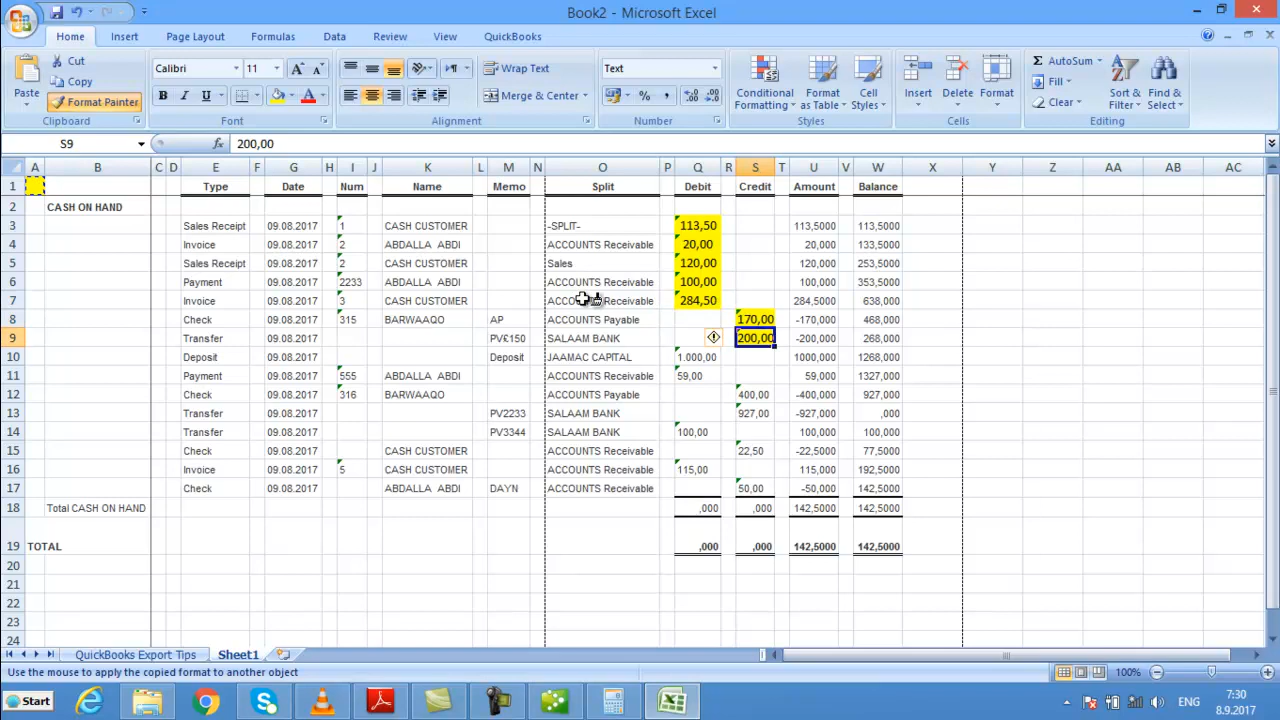 Book2 - Microsoft Excel
Home Insert Page Layout Formulas Data Review View QuickBooks
Paste Cut Copy Format Painter Clipboard
Calibri 11 B I U Font
Wrap Text Merge & Center Alignment
Text % , Number
Conditional Formatting Format as Table Cell Styles Styles
Insert Delete Format Cells
Σ AutoSum Fill Clear Sort & Filter Find & Select Editing
S9 fx 200,00
A B C D E F G H I J K L M N O P Q R S T U V W X Y Z AA AB AC
1 Type Date Num Name Memo Split Debit Credit Amount Balance
2 CASH ON HAND
3 Sales Receipt 09.08.2017 1 CASH CUSTOMER -SPLIT- 113,50 113,5000 113,5000
4 Invoice 09.08.2017 2 ABDALLA ABDI ACCOUNTS Receivable 20,00 20,000 133,5000
5 Sales Receipt 09.08.2017 2 CASH CUSTOMER Sales 120,00 120,000 253,5000
6 Payment 09.08.2017 2233 ABDALLA ABDI ACCOUNTS Receivable 100,00 100,000 353,5000
7 Invoice 09.08.2017 3 CASH CUSTOMER ACCOUNTS Receivable 284,50 284,5000 638,000
8 Check 09.08.2017 315 BARWAAQO AP ACCOUNTS Payable 170,00 -170,000 468,000
9 Transfer 09.08.2017 PV£150 SALAAM BANK 200,00 -200,000 268,000
10 Deposit 09.08.2017 Deposit JAAMAC CAPITAL 1.000,00 1000,000 1268,000
11 Payment 09.08.2017 555 ABDALLA ABDI ACCOUNTS Receivable 59,00 59,000 1327,000
12 Check 09.08.2017 316 BARWAAQO ACCOUNTS Payable 400,00 -400,000 927,000
13 Transfer 09.08.2017 PV2233 SALAAM BANK 927,00 -927,000 ,000
14 Transfer 09.08.2017 PV3344 SALAAM BANK 100,00 100,000 100,000
15 Check 09.08.2017 CASH CUSTOMER ACCOUNTS Receivable 22,50 -22,5000 77,5000
16 Invoice 09.08.2017 5 CASH CUSTOMER ACCOUNTS Receivable 115,00 115,000 192,5000
17 Check 09.08.2017 ABDALLA ABDI DAYN ACCOUNTS Receivable 50,00 -50,000 142,5000
18 Total CASH ON HAND ,000 ,000 142,5000 142,5000
19 TOTAL ,000 ,000 142,5000 142,5000
20
21
22
23
24
QuickBooks Export Tips Sheet1
Use the mouse to apply the copied format to another object 100%
Start ENG 7:30
8.9.2017